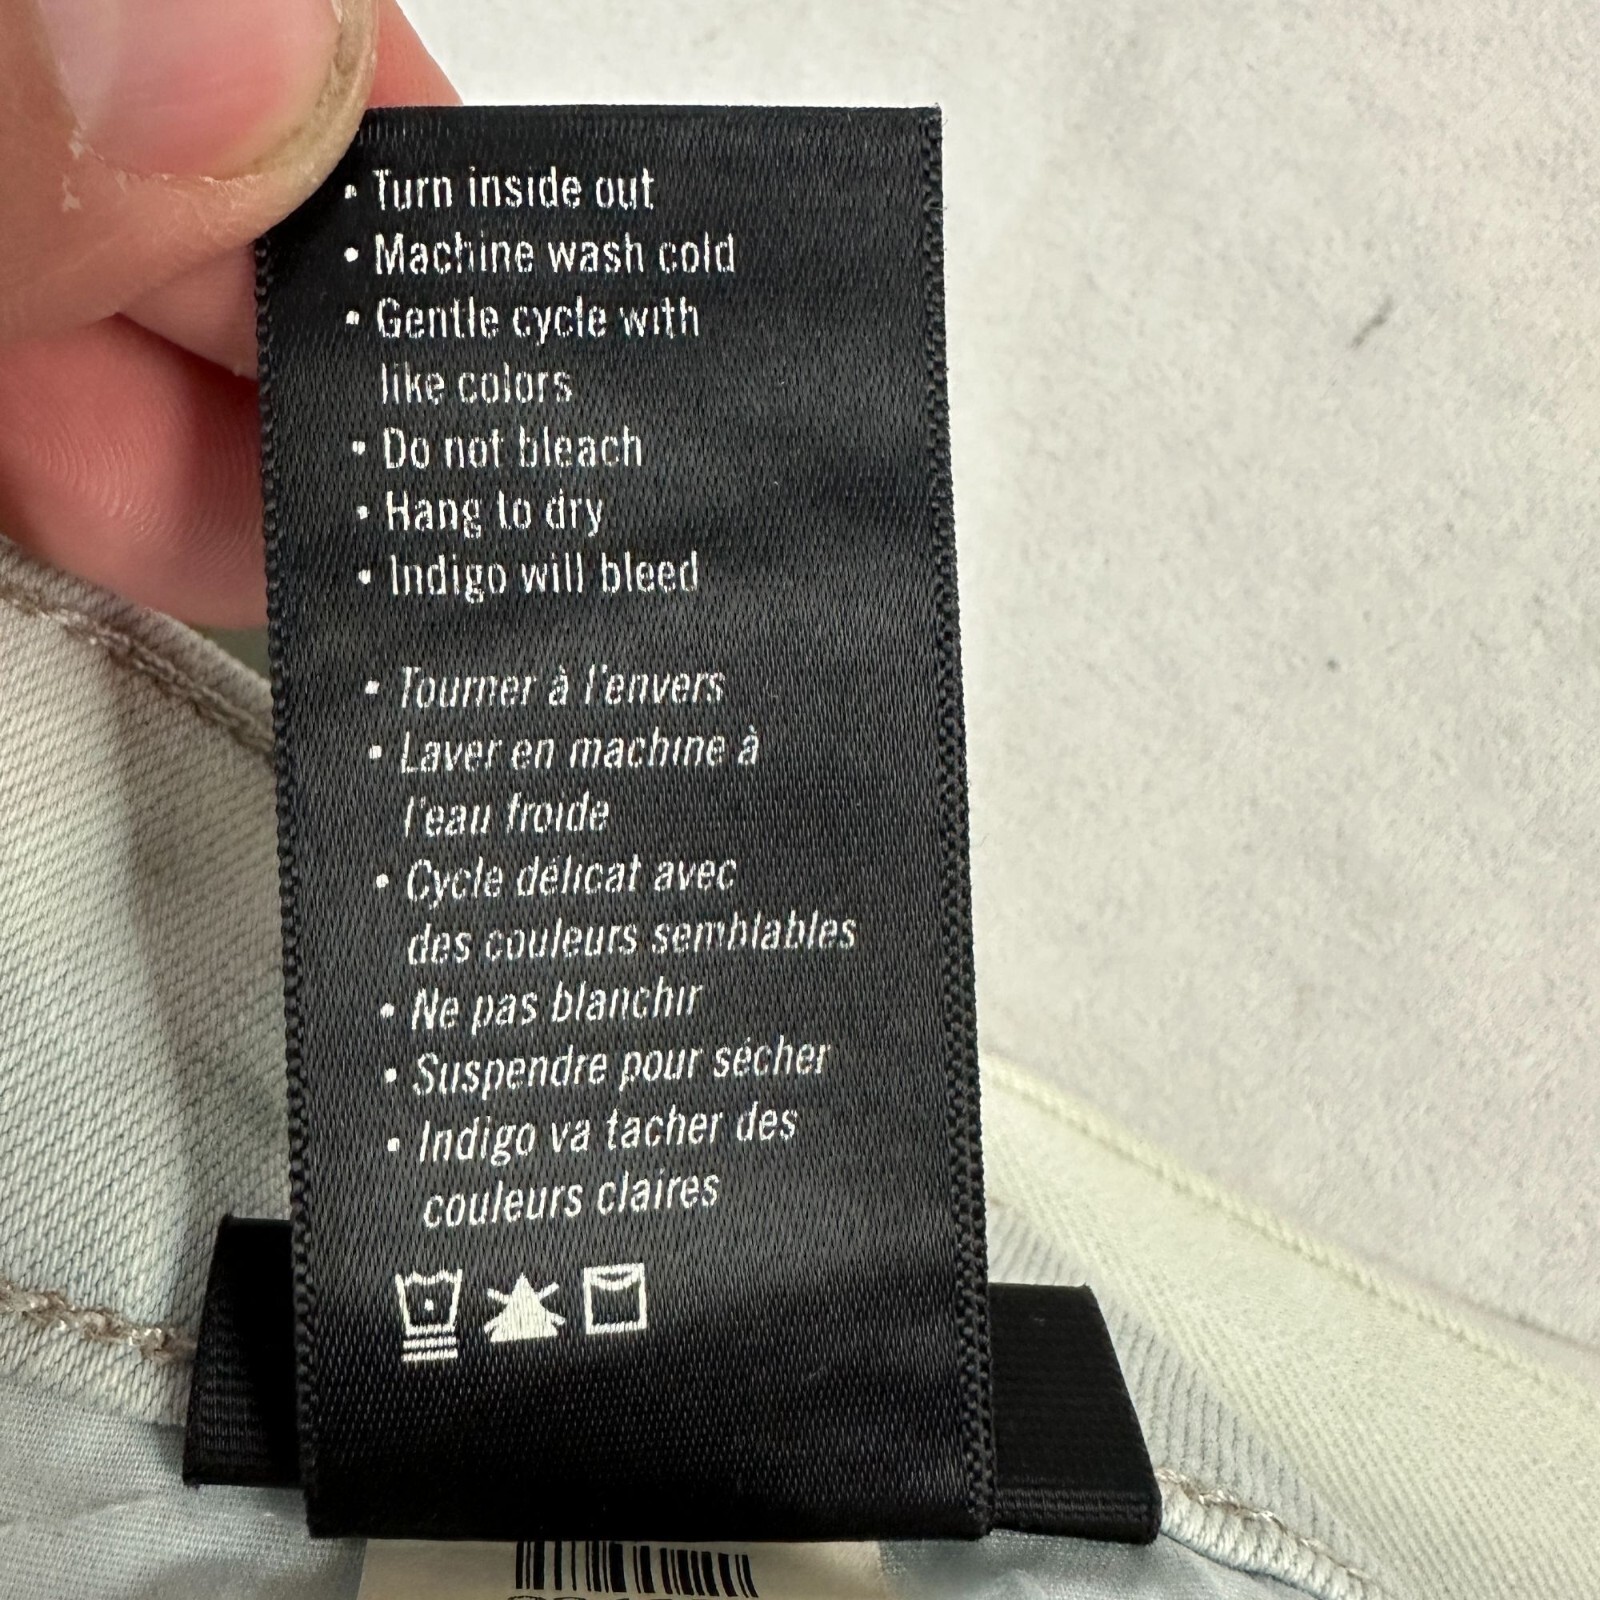 • Turn inside out
• Machine wash cold
• Gentle cycle with
like colors
• Do not bleach
• Hang to dry
• Indigo will bleed
• Tourner à l'envers
• Laver en machine à
l'eau froide
• Cycle délicat avec
des couleurs semblables
• Ne pas blanchir
• Suspendre pour sécher
• Indigo va tacher des
couleurs claires